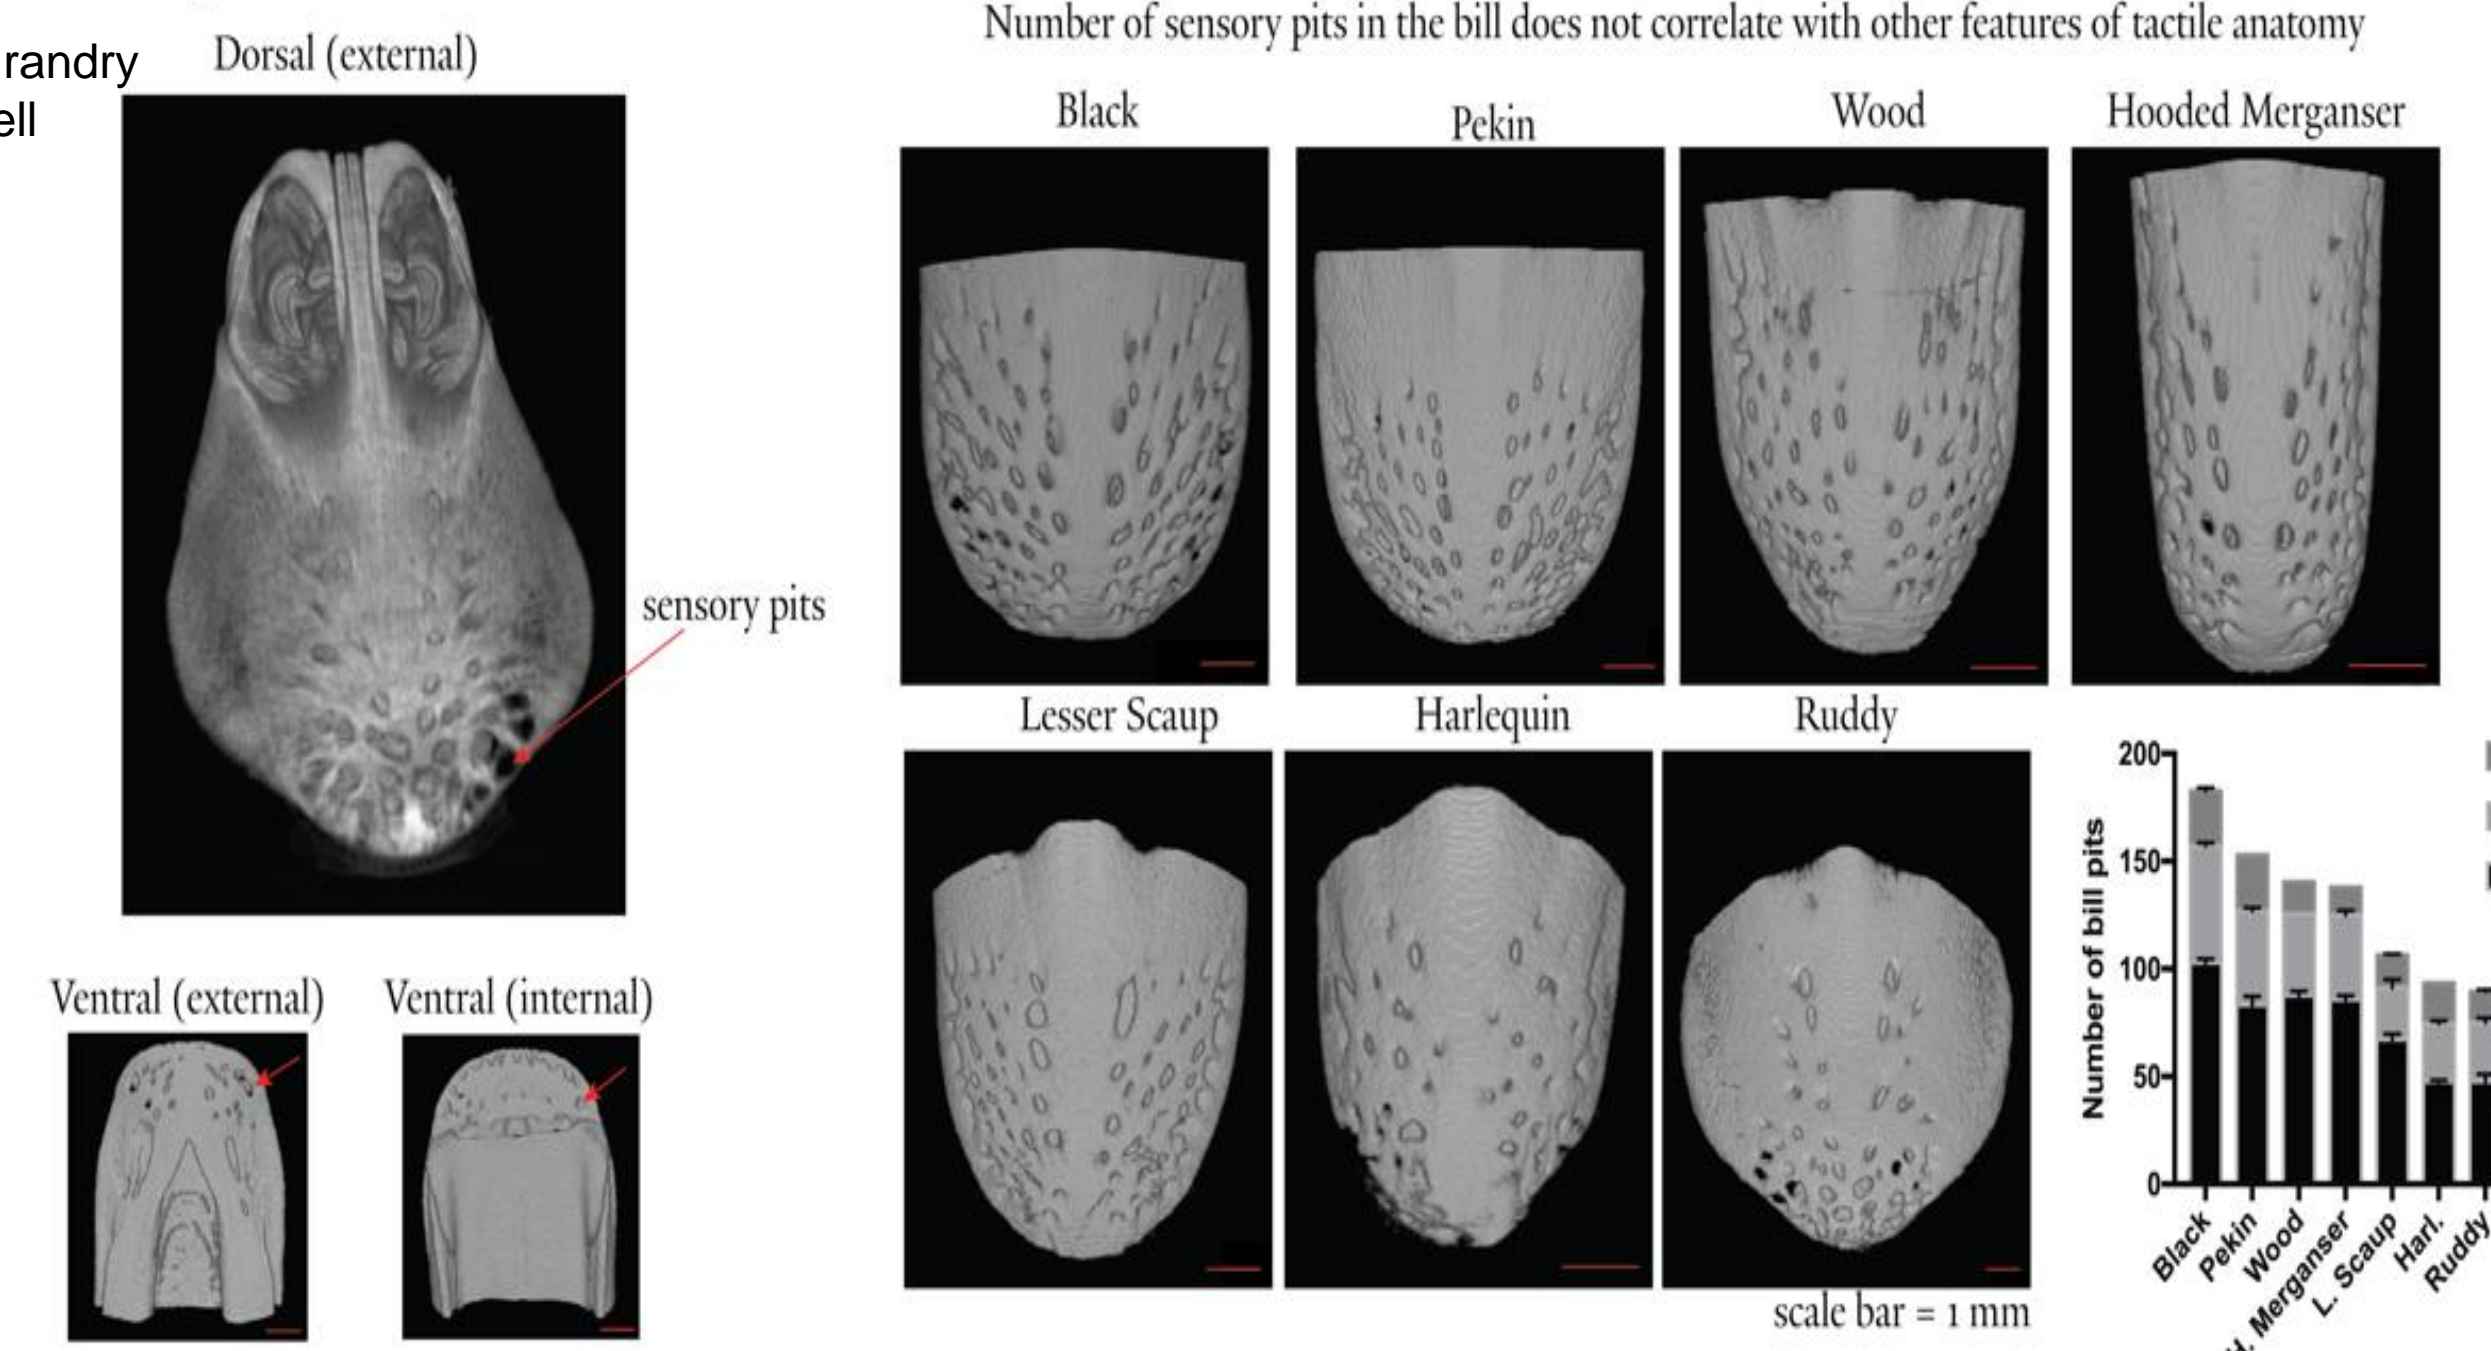 randry
ell
Dorsal (external)
sensory pits
Ventral (external)
Ventral (internal)
Number of sensory pits in the bill does not correlate with other features of tactile anatomy
Black
Pekin
Wood
Hooded Merganser
Lesser Scaup
Harlequin
Ruddy
scale bar = 1 mm
Number of bill pits
200
150
100
50
0
Black
Pekin
Wood
H. Merganser
L. Scaup
Harl.
Ruddy